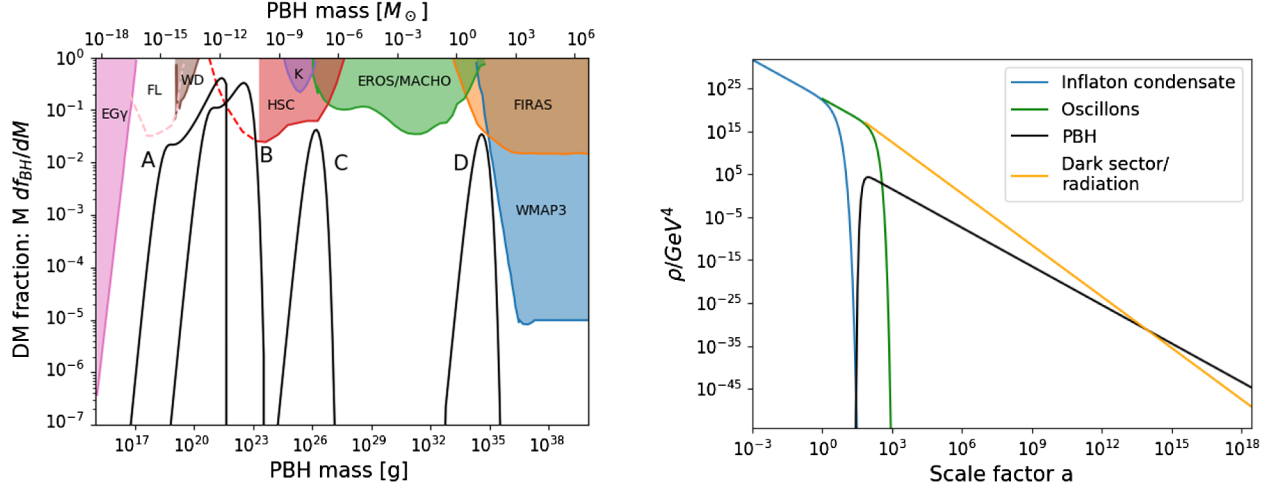 PBH mass [M⊙]
10⁻¹⁸ 10⁻¹⁵ 10⁻¹² 10⁻⁹ 10⁻⁶ 10⁻³ 10⁰ 10³ 10⁶
DM fraction: M df_BH/dM
10⁰
10⁻¹
10⁻²
10⁻³
10⁻⁴
10⁻⁵
10⁻⁶
10⁻⁷
EGγ
FL
WD
K
HSC
EROS/MACHO
FIRAS
WMAP3
A
B
C
D
10¹⁷ 10²⁰ 10²³ 10²⁶ 10²⁹ 10³² 10³⁵ 10³⁸
PBH mass [g]
ρ/GeV⁴
10²⁵
10¹⁵
10⁵
10⁻⁵
10⁻¹⁵
10⁻²⁵
10⁻³⁵
10⁻⁴⁵
Inflaton condensate
Oscillons
PBH
Dark sector/
radiation
10⁻³ 10⁰ 10³ 10⁶ 10⁹ 10¹² 10¹⁵ 10¹⁸
Scale factor a